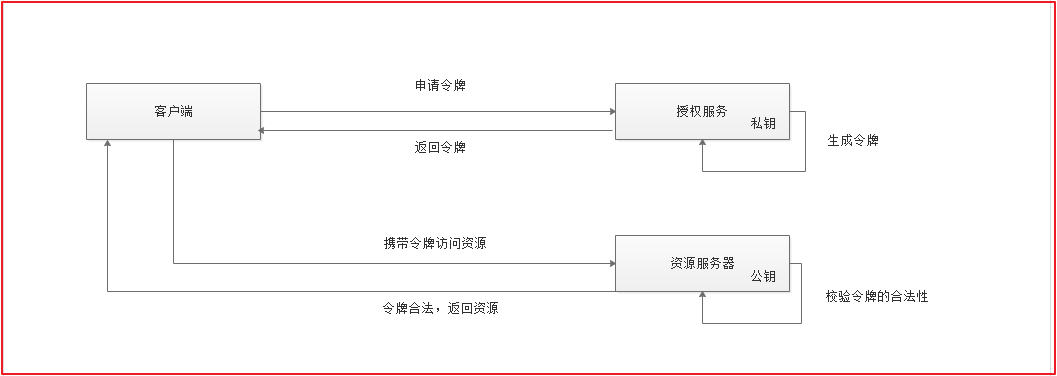 申请令牌
客户端
授权服务
私钥
生成令牌
返回令牌
携带令牌访问资源
资源服务器
公钥
校验令牌的合法性
令牌合法，返回资源